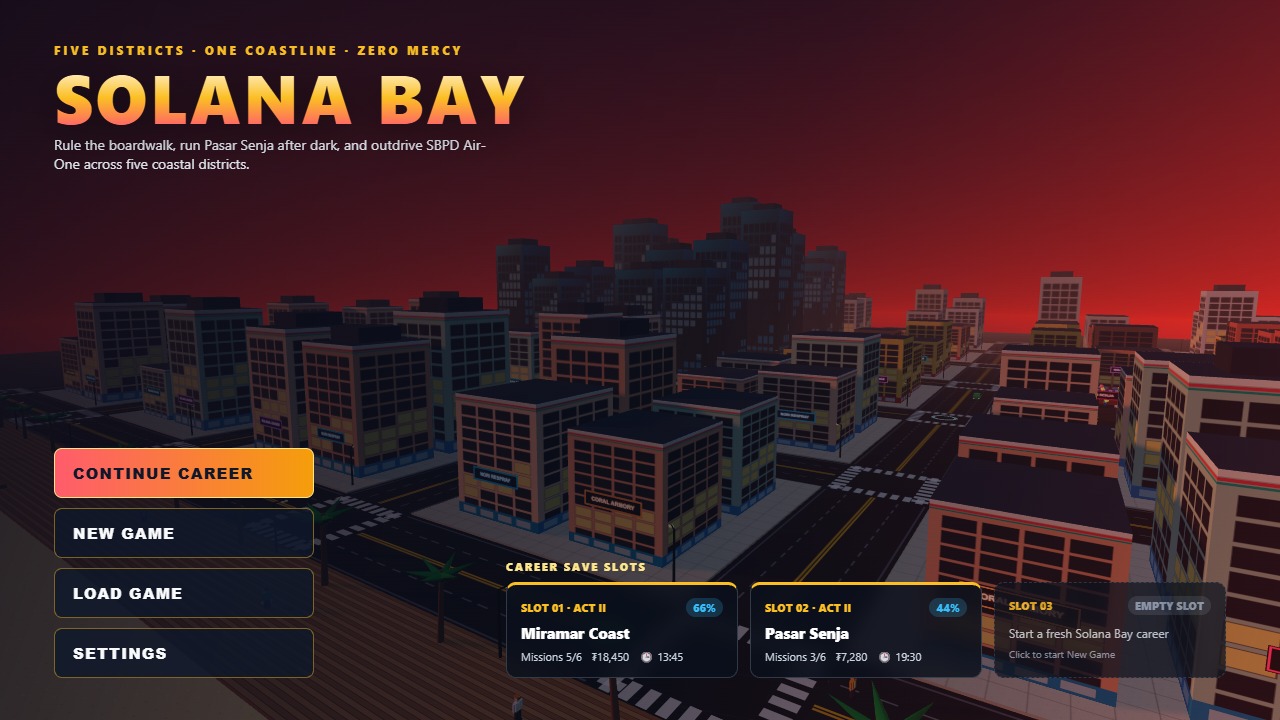 FIVE DISTRICTS · ONE COASTLINE · ZERO MERCY
SOLANA BAY
Rule the boardwalk, run Pasar Senja after dark, and outdrive SBPD Air-
One across five coastal districts.
CONTINUE CAREER
NEW GAME
LOAD GAME
SETTINGS
CORAL ARMORY
CAREER SAVE SLOTS
SLOT 01 · ACT II
66%
Miramar Coast
Missions 5/6 ₮18,450 🕒 13:45
SLOT 02 · ACT II
44%
Pasar Senja
Missions 3/6 ₮7,280 🕒 19:30
SLOT 03
EMPTY SLOT
Start a fresh Solana Bay career
Click to start New Game